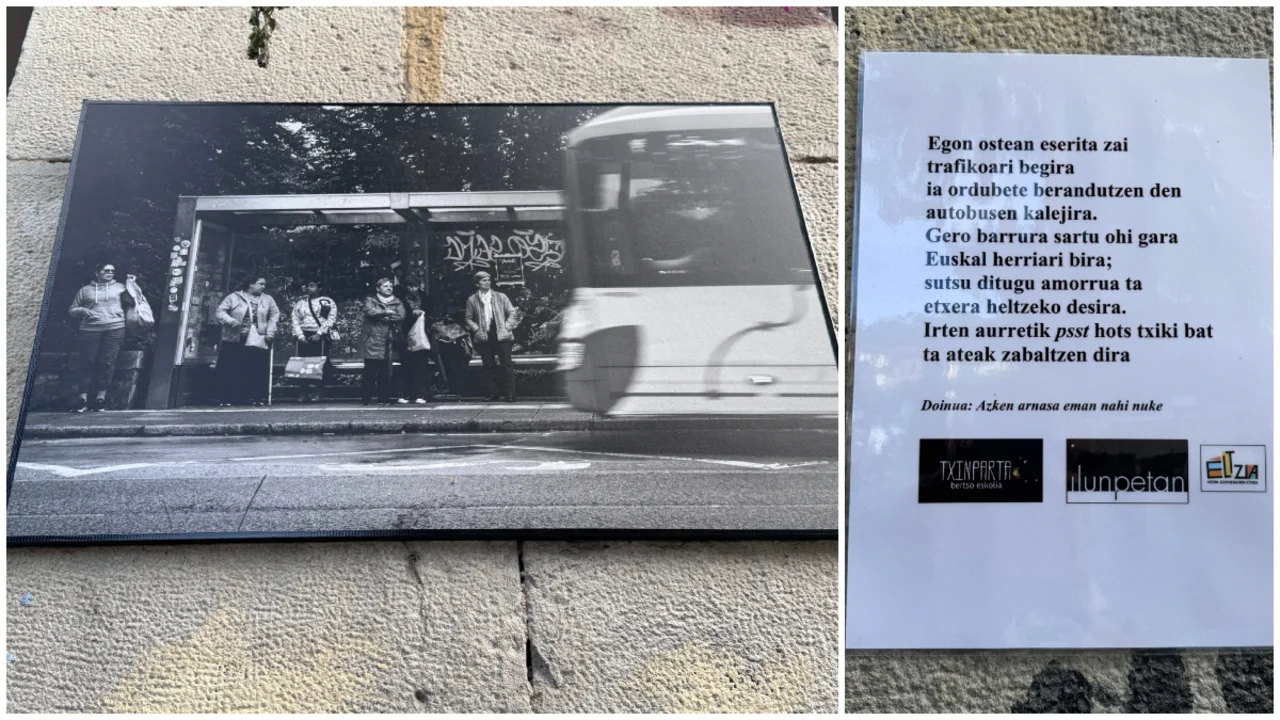 Egon ostean eserita zai
trafikoari begira
ia ordubete berandutzen den
autobusen kalejira.
Gero barrura sartu ohi gara
Euskal herriari bira;
sutsu ditugu amorrua ta
etxera heltzeko desira.
Irten aurretik psst hots txiki bat
ta ateak zabaltzen dira
Doinua: Azken arnasa eman nahi nuke
TXINPARTA
bertso eskolia
ilunpetan
ELTZIA